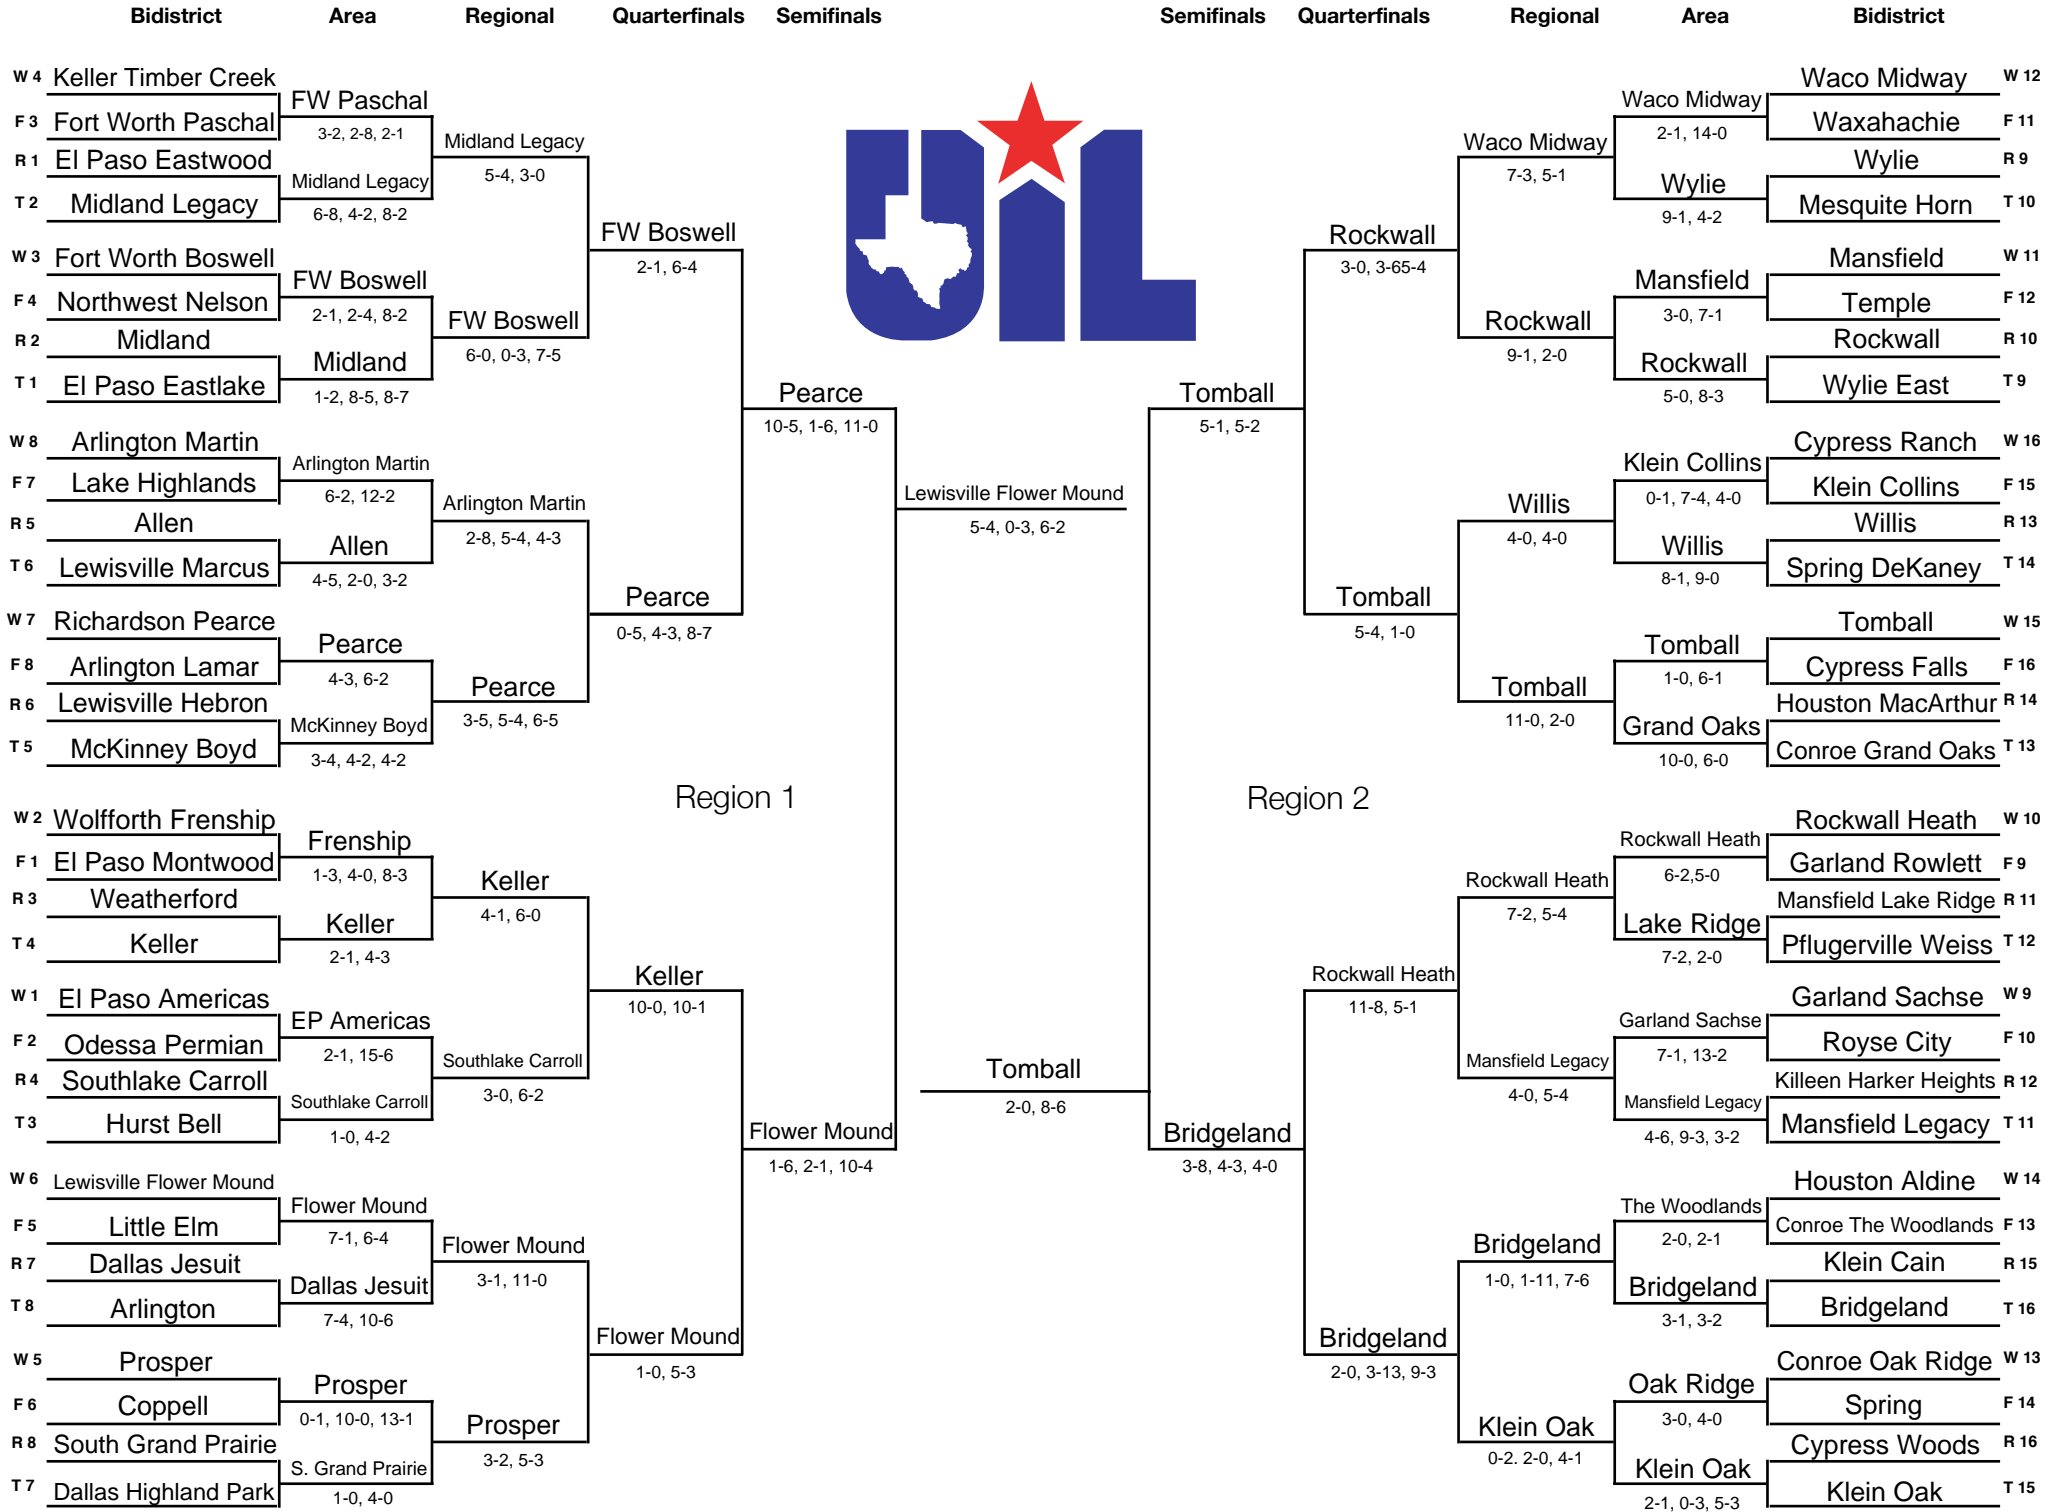 Bidistrict Area Regional Quarterfinals Semifinals Semifinals Quarterfinals Regional Area Bidistrict
W 4 Keller Timber Creek
F 3 Fort Worth Paschal
R 1 El Paso Eastwood
T 2 Midland Legacy
W 3 Fort Worth Boswell
F 4 Northwest Nelson
R 2 Midland
T 1 El Paso Eastlake
W 8 Arlington Martin
F 7 Lake Highlands
R 5 Allen
T 6 Lewisville Marcus
W 7 Richardson Pearce
F 8 Arlington Lamar
R 6 Lewisville Hebron
T 5 McKinney Boyd
W 2 Wolfforth Frenship
F 1 El Paso Montwood
R 3 Weatherford
T 4 Keller
W 1 El Paso Americas
F 2 Odessa Permian
R 4 Southlake Carroll
T 3 Hurst Bell
W 6 Lewisville Flower Mound
F 5 Little Elm
R 7 Dallas Jesuit
T 8 Arlington
W 5 Prosper
F 6 Coppell
R 8 South Grand Prairie
T 7 Dallas Highland Park
FW Paschal
3-2, 2-8, 2-1
Midland Legacy
6-8, 4-2, 8-2
FW Boswell
2-1, 2-4, 8-2
Midland
1-2, 8-5, 8-7
Arlington Martin
6-2, 12-2
Allen
4-5, 2-0, 3-2
Pearce
4-3, 6-2
McKinney Boyd
3-4, 4-2, 4-2
Frenship
1-3, 4-0, 8-3
Keller
2-1, 4-3
EP Americas
2-1, 15-6
Southlake Carroll
1-0, 4-2
Flower Mound
7-1, 6-4
Dallas Jesuit
7-4, 10-6
Prosper
0-1, 10-0, 13-1
S. Grand Prairie
1-0, 4-0
Midland Legacy
5-4, 3-0
FW Boswell
6-0, 0-3, 7-5
Arlington Martin
2-8, 5-4, 4-3
Pearce
3-5, 5-4, 6-5
Keller
4-1, 6-0
Southlake Carroll
3-0, 6-2
Flower Mound
3-1, 11-0
Prosper
3-2, 5-3
FW Boswell
2-1, 6-4
Pearce
0-5, 4-3, 8-7
Keller
10-0, 10-1
Flower Mound
1-0, 5-3
Pearce
10-5, 1-6, 11-0
Flower Mound
1-6, 2-1, 10-4
Region 1
UIL
Lewisville Flower Mound
5-4, 0-3, 6-2
Tomball
2-0, 8-6
Region 2
Tomball
5-1, 5-2
Bridgeland
3-8, 4-3, 4-0
Rockwall
3-0, 3-65-4
Tomball
5-4, 1-0
Rockwall Heath
11-8, 5-1
Bridgeland
2-0, 3-13, 9-3
Waco Midway
7-3, 5-1
Rockwall
9-1, 2-0
Willis
4-0, 4-0
Tomball
11-0, 2-0
Rockwall Heath
7-2, 5-4
Mansfield Legacy
4-0, 5-4
Bridgeland
1-0, 1-11, 7-6
Klein Oak
0-2. 2-0, 4-1
Waco Midway
2-1, 14-0
Wylie
9-1, 4-2
Mansfield
3-0, 7-1
Rockwall
5-0, 8-3
Klein Collins
0-1, 7-4, 4-0
Willis
8-1, 9-0
Tomball
1-0, 6-1
Grand Oaks
10-0, 6-0
Rockwall Heath
6-2,5-0
Lake Ridge
7-2, 2-0
Garland Sachse
7-1, 13-2
Mansfield Legacy
4-6, 9-3, 3-2
The Woodlands
2-0, 2-1
Bridgeland
3-1, 3-2
Oak Ridge
3-0, 4-0
Klein Oak
2-1, 0-3, 5-3
Waco Midway W 12
Waxahachie F 11
Wylie R 9
Mesquite Horn T 10
Mansfield W 11
Temple F 12
Rockwall R 10
Wylie East T 9
Cypress Ranch W 16
Klein Collins F 15
Willis R 13
Spring DeKaney T 14
Tomball W 15
Cypress Falls F 16
Houston MacArthur R 14
Conroe Grand Oaks T 13
Rockwall Heath W 10
Garland Rowlett F 9
Mansfield Lake Ridge R 11
Pflugerville Weiss T 12
Garland Sachse W 9
Royse City F 10
Killeen Harker Heights R 12
Mansfield Legacy T 11
Houston Aldine W 14
Conroe The Woodlands F 13
Klein Cain R 15
Bridgeland T 16
Conroe Oak Ridge W 13
Spring F 14
Cypress Woods R 16
Klein Oak T 15